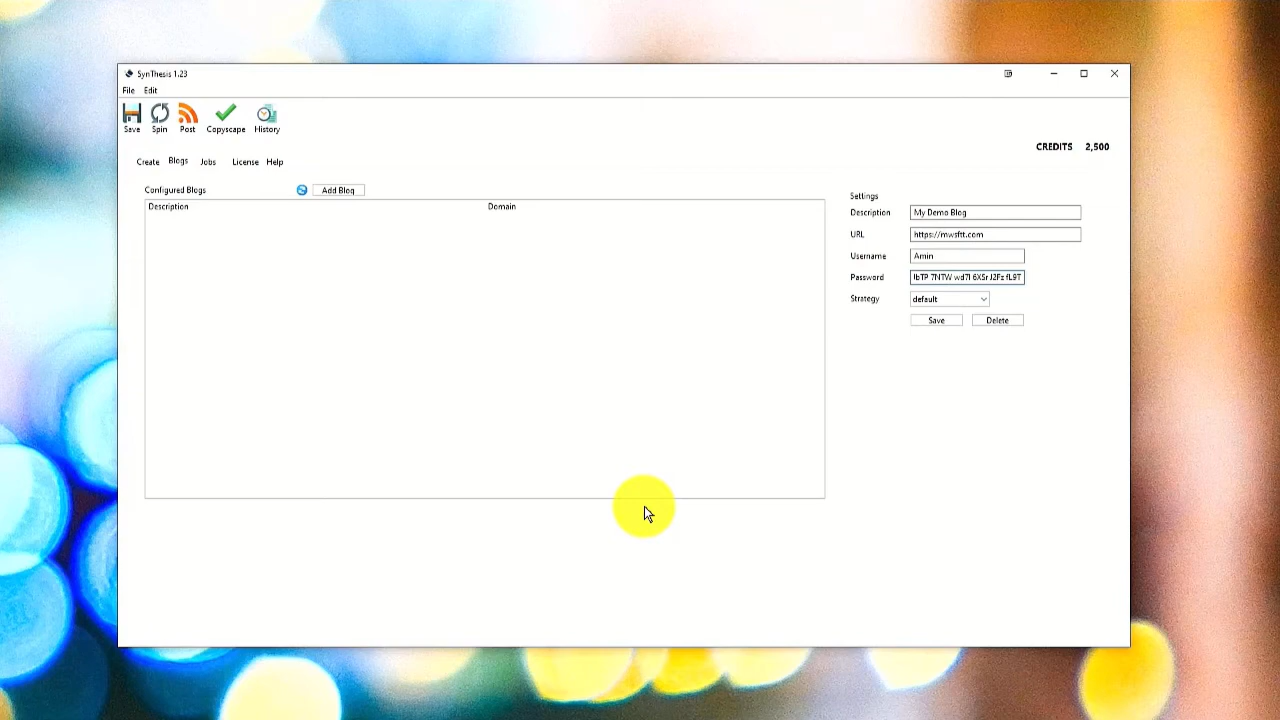 SynThesis 1.23
File Edit
Save Spin Post Copyscape History
CREDITS 2,500
Create Blogs Jobs License Help
Configured Blogs Add Blog
Description Domain
Settings
Description My Demo Blog
URL https://mwsftt.com
Username Amin
Password 7NTW wd7l 6XSr J2Fz fL9T
Strategy default
Save Delete